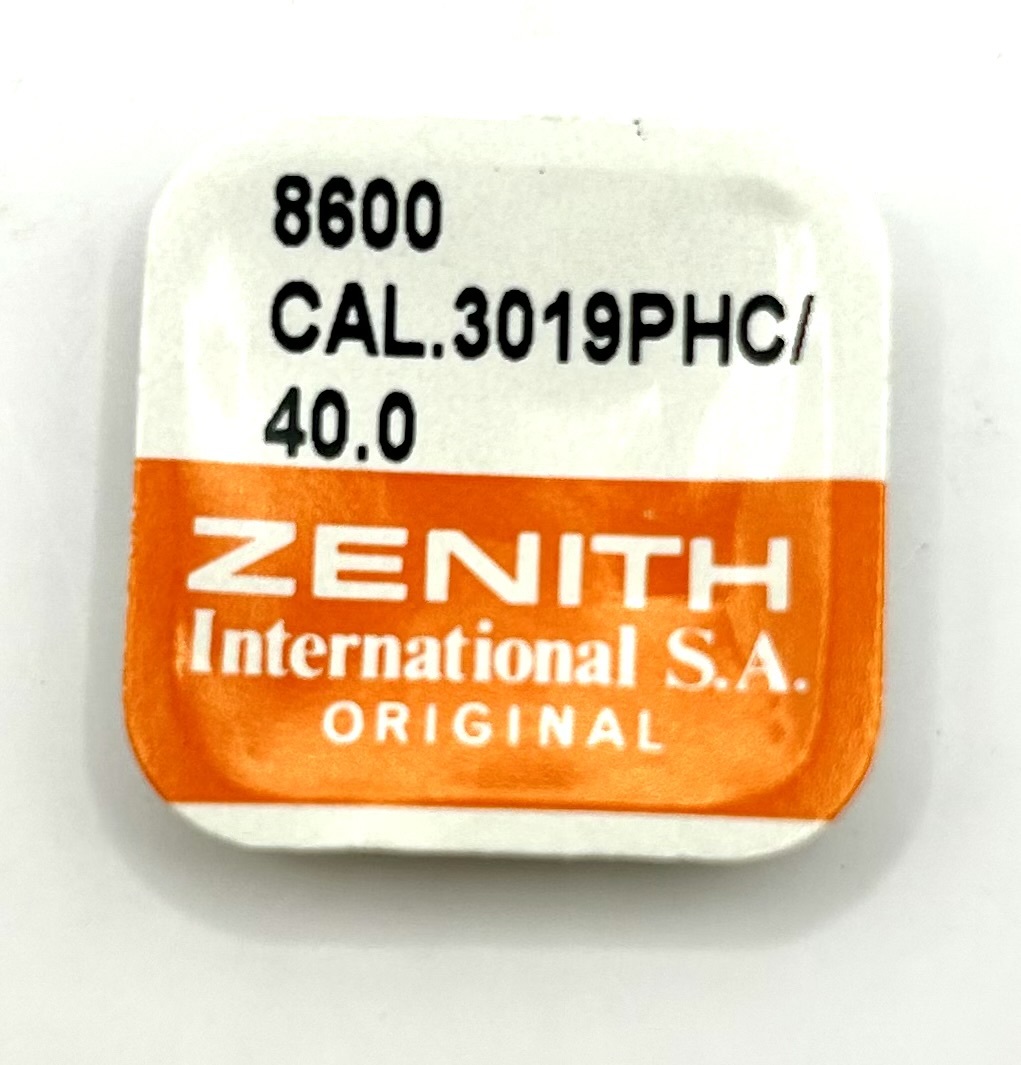 8600
CAL.3019PHC/
40.0
ZENITH
International S.A.
ORIGINAL